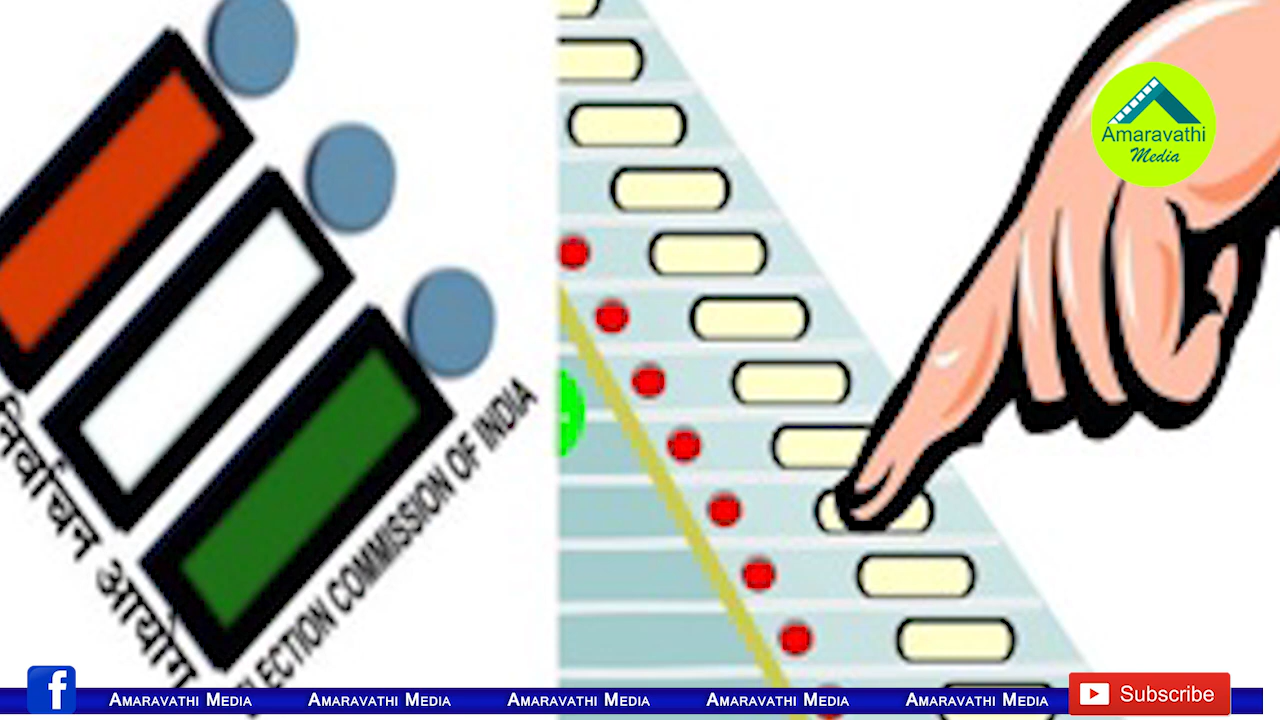 निर्वाचन आयोग
ELECTION COMMISSION OF INDIA
Amaravathi
Media
f
Amaravathi Media
Amaravathi Media
Amaravathi Media
Amaravathi Media
Amaravathi Media
Subscribe